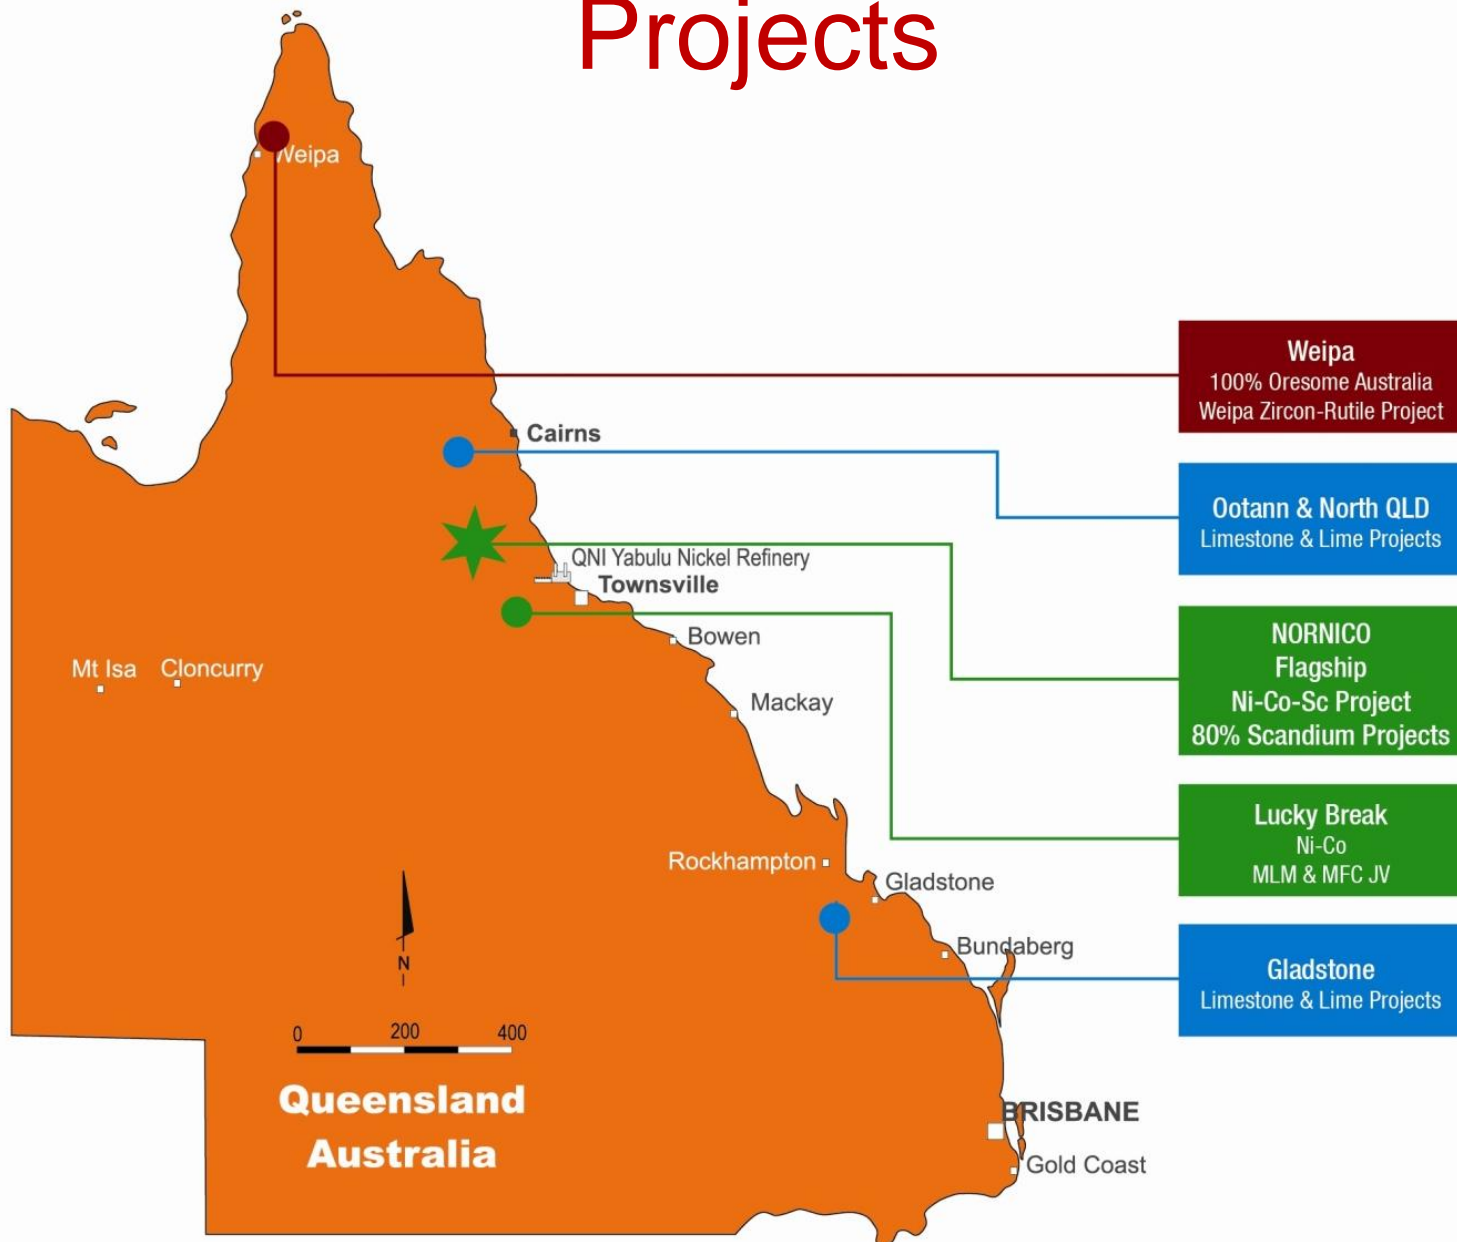 Projects
Weipa
Weipa
100% Oresome Australia
Weipa Zircon-Rutile Project
Cairns
Ootann & North QLD
Limestone & Lime Projects
QNI Yabulu Nickel Refinery
Townsville
Bowen
NORNICO
Flagship
Ni-Co-Sc Project
80% Scandium Projects
Mt Isa
Cloncurry
Mackay
Lucky Break
Ni-Co
MLM & MFC JV
Rockhampton
Gladstone
Bundaberg
Gladstone
Limestone & Lime Projects
N
0 200 400
Queensland
Australia
BRISBANE
Gold Coast